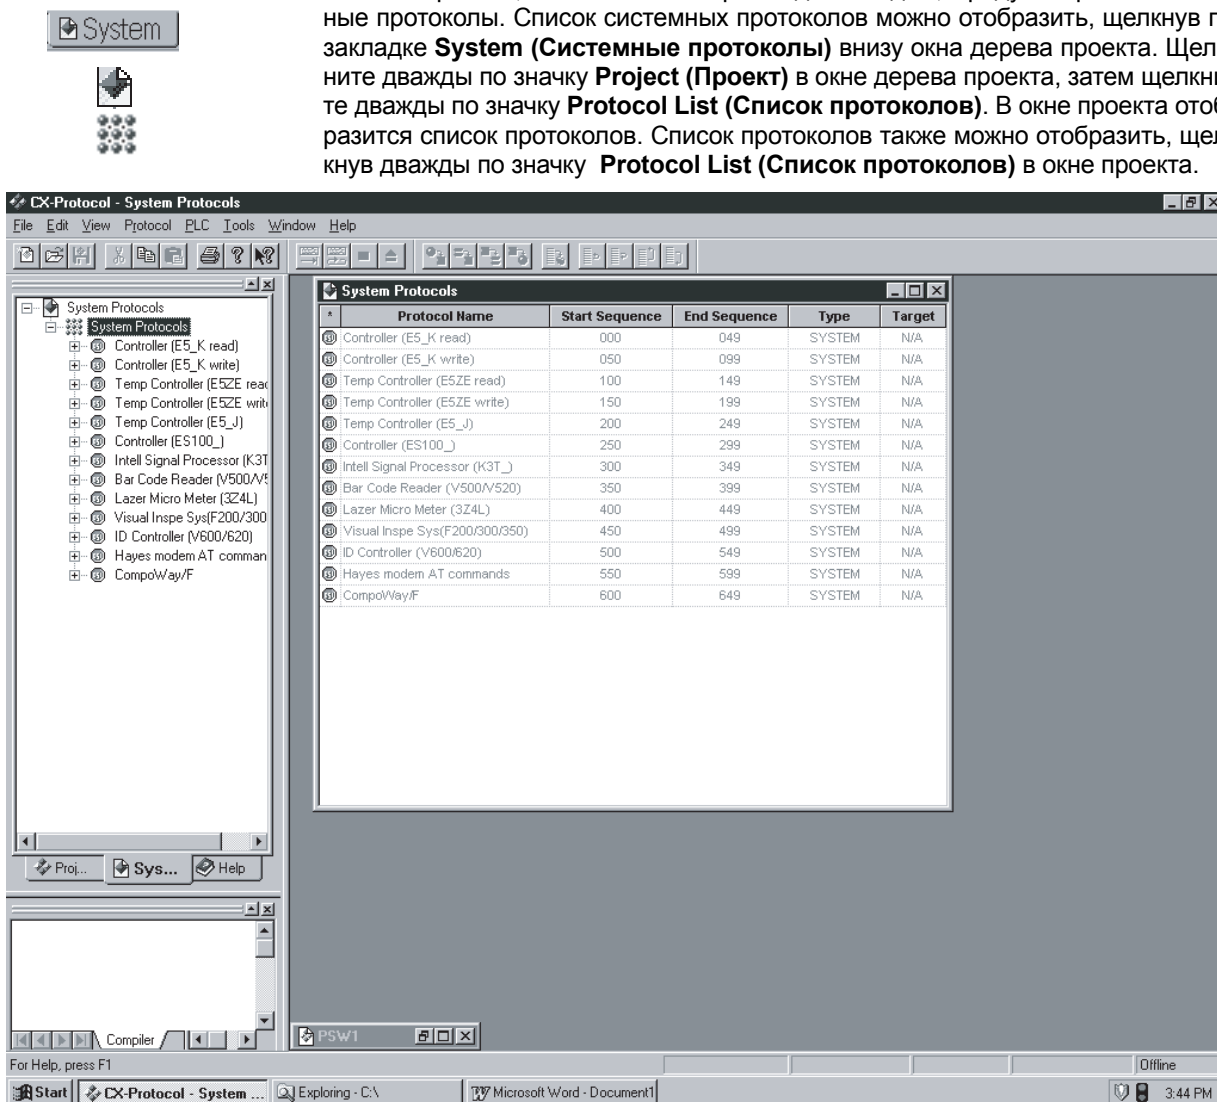 System
ные протоколы. Список системных протоколов можно отобразить, щелкнув п
закладке System (Системные протоколы) внизу окна дерева проекта. Щел
ните дважды по значку Project (Проект) в окне дерева проекта, затем щелкни
те дважды по значку Protocol List (Список протоколов). В окне проекта отоб
разится список протоколов. Список протоколов также можно отобразить, щел
кнув дважды по значку Protocol List (Список протоколов) в окне проекта.
CX-Protocol - System Protocols
File Edit View Protocol PLC Tools Window Help
System Protocols
System Protocols
Controller (E5_K read)
Controller (E5_K write)
Temp Controller (E5ZE read
Temp Controller (E5ZE write
Temp Controller (E5_J)
Controller (ES100_)
Intell Signal Processor (K3T
Bar Code Reader (V500/V5
Lazer Micro Meter (3Z4L)
Visual Inspe Sys(F200/300
ID Controller (V600/620)
Hayes modem AT comman
CompoWay/F
Proj... Sys... Help
System Protocols
* Protocol Name Start Sequence End Sequence Type Target
Controller (E5_K read) 000 049 SYSTEM N/A
Controller (E5_K write) 050 099 SYSTEM N/A
Temp Controller (E5ZE read) 100 149 SYSTEM N/A
Temp Controller (E5ZE write) 150 199 SYSTEM N/A
Temp Controller (E5_J) 200 249 SYSTEM N/A
Controller (ES100_) 250 299 SYSTEM N/A
Intell Signal Processor (K3T_) 300 349 SYSTEM N/A
Bar Code Reader (V500/V520) 350 399 SYSTEM N/A
Lazer Micro Meter (3Z4L) 400 449 SYSTEM N/A
Visual Inspe Sys(F200/300/350) 450 499 SYSTEM N/A
ID Controller (V600/620) 500 549 SYSTEM N/A
Hayes modem AT commands 550 599 SYSTEM N/A
CompoWay/F 600 649 SYSTEM N/A
Compiler
PSW1
For Help, press F1
Offline
Start CX-Protocol - System ... Exploring - C:\ Microsoft Word - Document1 3:44 PM